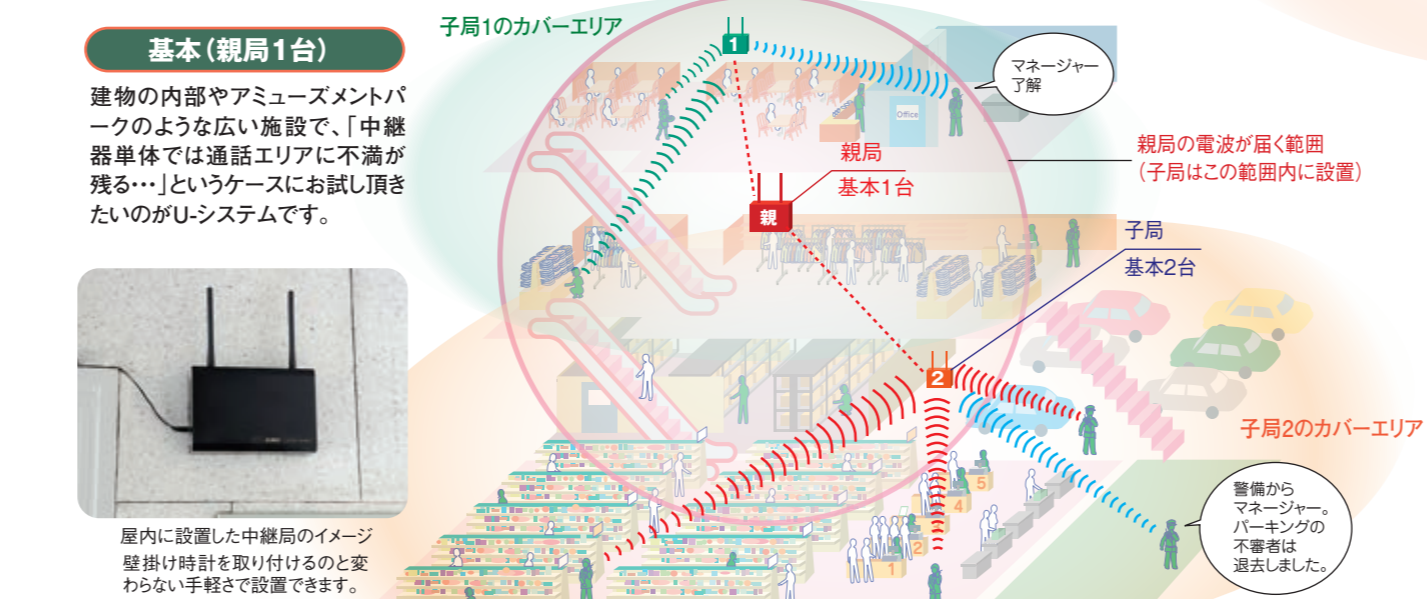 基本（親局1台）
建物の内部やアミューズメントパ
ークのような広い施設で、「中継
器単体では通話エリアに不満が
残る…」というケースにお試し頂き
たいのがU-システムです。
屋内に設置した中継局のイメージ
壁掛け時計を取り付けるのと変
わらない手軽さで設置できます。
子局1のカバーエリア
1
マネージャー
了解
Office
親局の電波が届く範囲
（子局はこの範囲内に設置）
親局
基本1台
親
子局
基本2台
2
子局2のカバーエリア
5
4
2
1
警備から
マネージャー。
パーキングの
不審者は
退去しました。